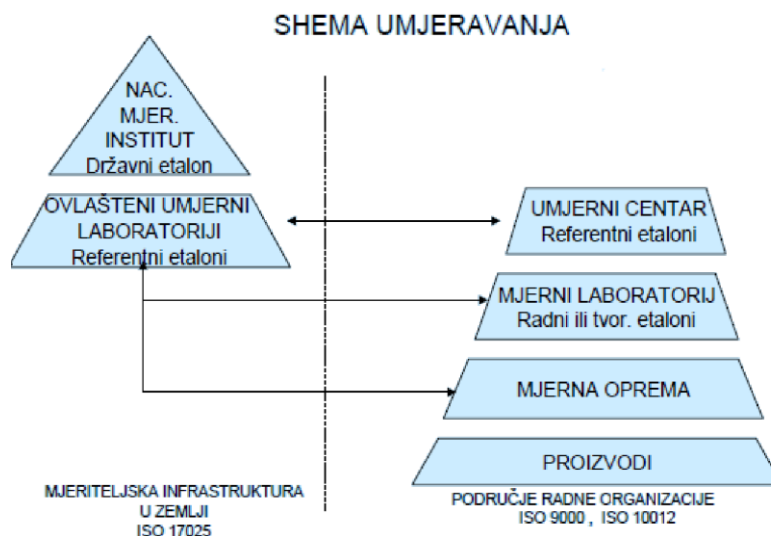 SHEMA UMJERAVANJA
NAC.
MJER.
INSTITUT
Državni etalon
OVLAŠTENI UMJERNI
LABORATORIJI
Referentni etaloni
UMJERNI CENTAR
Referentni etaloni
MJERNI LABORATORIJ
Radni ili tvor. etaloni
MJERNA OPREMA
PROIZVODI
MJERITELJSKA INFRASTRUKTURA
U ZEMLJI
ISO 17025
PODRUČJE RADNE ORGANIZACIJE
ISO 9000 , ISO 10012